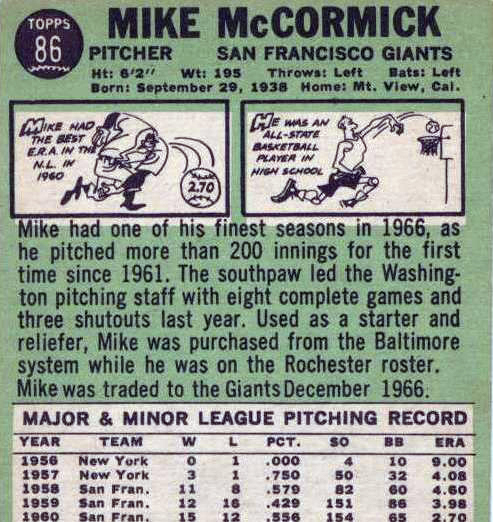 TOPPS
86
MIKE McCORMICK
PITCHER SAN FRANCISCO GIANTS
Ht: 6'2" Wt: 195 Throws: Left Bats: Left
Born: September 29, 1938 Home: Mt. View, Cal.
MIKE HAD
THE BEST
E.R.A. IN THE
N.L. IN
1960
2.70
HE WAS AN
ALL-STATE
BASKETBALL
PLAYER IN
HIGH SCHOOL
Mike had one of his finest seasons in 1966, as
he pitched more than 200 innings for the first
time since 1961. The southpaw led the Washing-
ton pitching staff with eight complete games and
three shutouts last year. Used as a starter and
reliefer, Mike was purchased from the Baltimore
system while he was on the Rochester roster.
Mike was traded to the Giants December 1966.
MAJOR & MINOR LEAGUE PITCHING RECORD
YEAR TEAM W L PCT. SO BB ERA
1956 New York 0 1 .000 4 10 9.00
1957 New York 3 1 .750 50 32 4.08
1958 San Fran. 11 8 .579 82 60 4.60
1959 San Fran. 12 16 .429 151 86 3.98
1960 San Fran. 15 12 .556 154 65 2.70